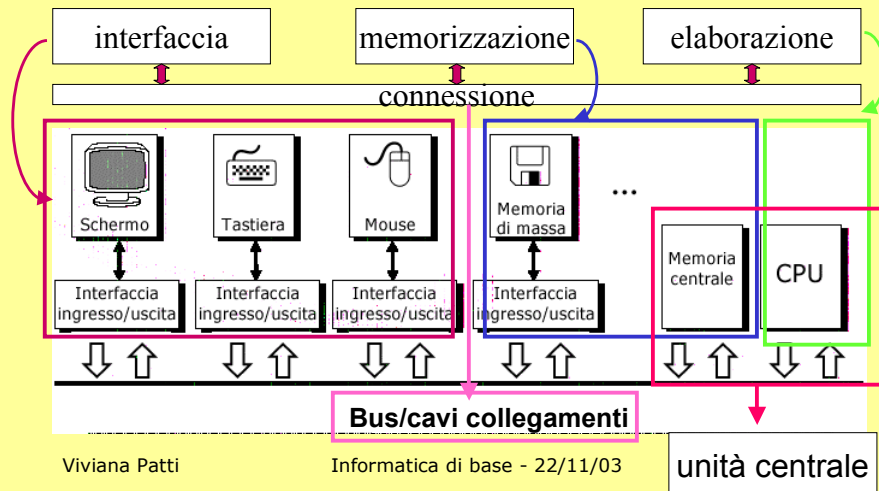 interfaccia memorizzazione elaborazione
connessione
Schermo
Tastiera
Mouse
Memoria
di massa
...
Memoria
centrale
CPU
Interfaccia
ingresso/uscita
Interfaccia
ingresso/uscita
Interfaccia
ingresso/uscita
Interfaccia
ingresso/uscita
Bus/cavi collegamenti
unità centrale
Viviana Patti Informatica di base - 22/11/03